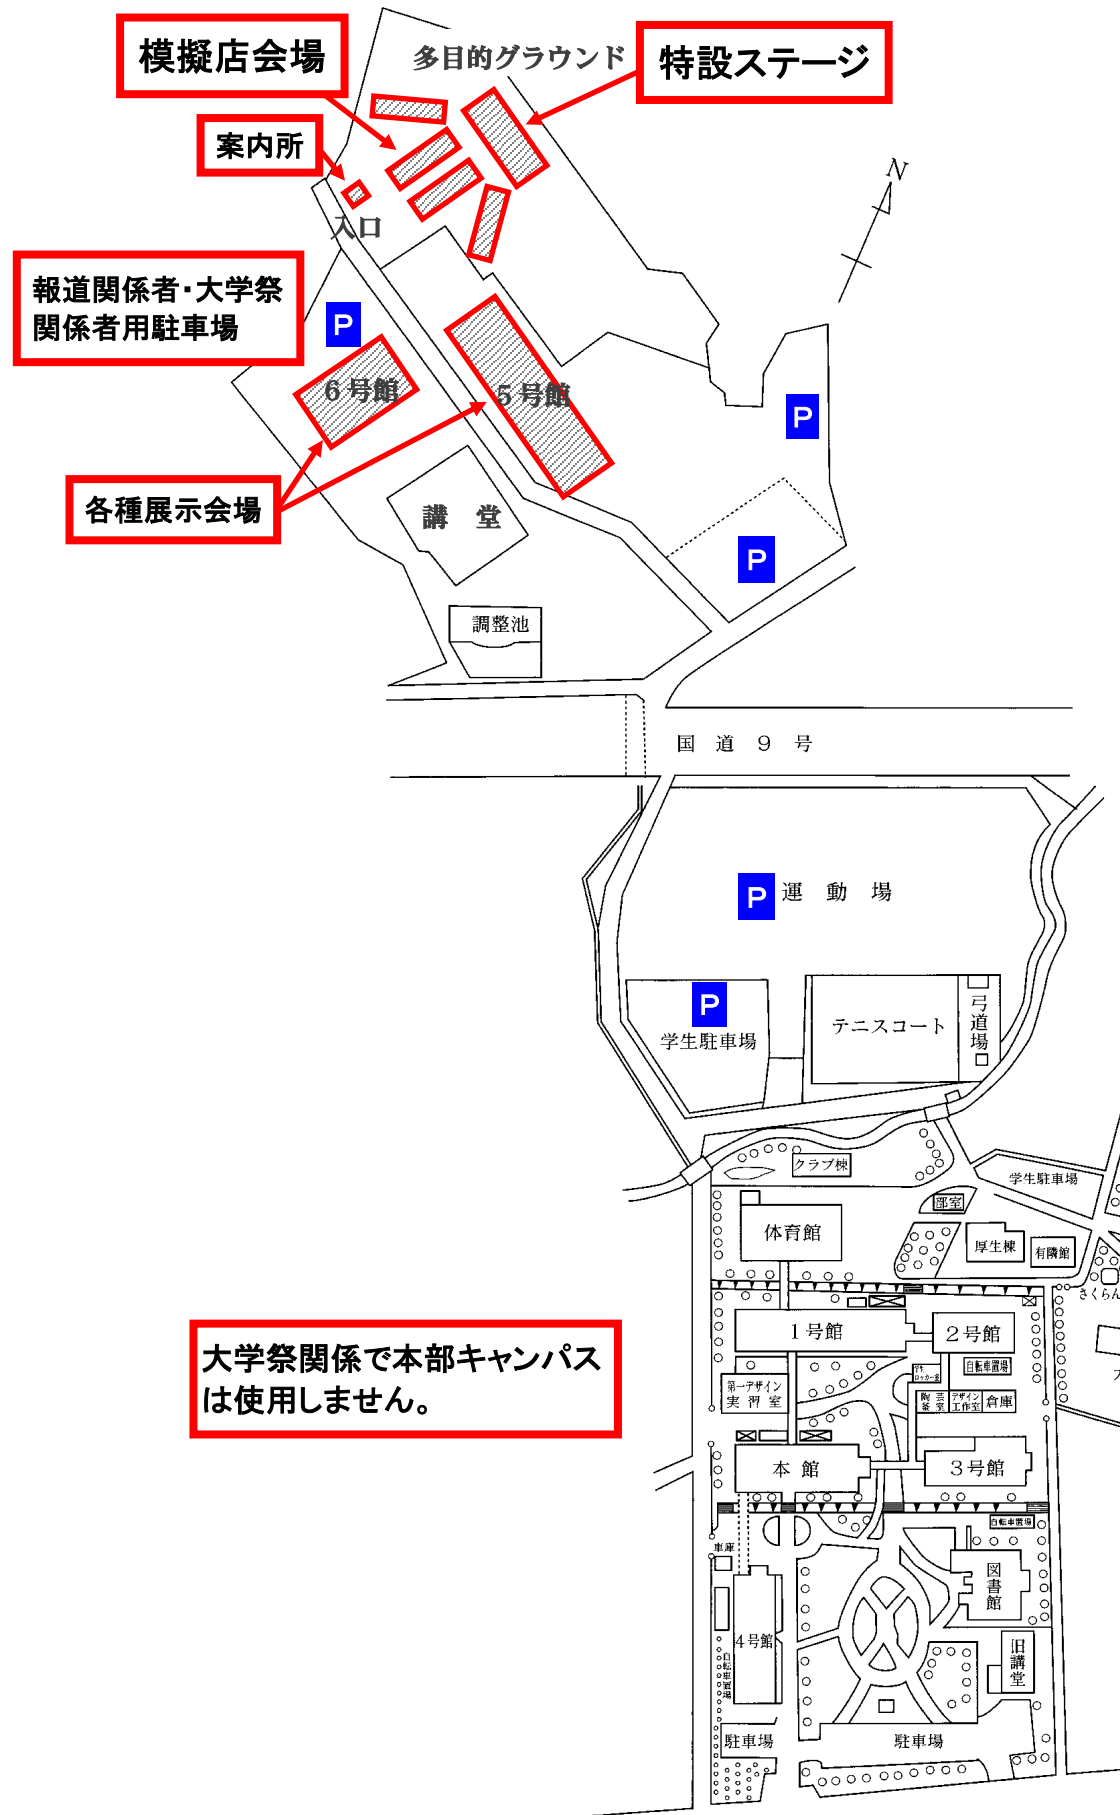 模擬店会場
多目的グラウンド
特設ステージ
案内所
N
入口
報道関係者・大学祭
関係者用駐車場
P
6号館
5号館
P
各種展示会場
講 堂
P
調整池
国 道 9 号
P
運 動 場
P
学生駐車場
テニスコート
弓道場
クラブ棟
学生駐車場
部室
体育館
厚生棟
有隣館
さくらん
1号館
2号館
大学祭関係で本部キャンパス
は使用しません。
自転車置場
第一デザイン
実習室
デザイン
工作室
倉庫
本 館
3号館
自転車置場
車庫
図書館
4号館
自転車置場
旧講堂
駐車場
駐車場